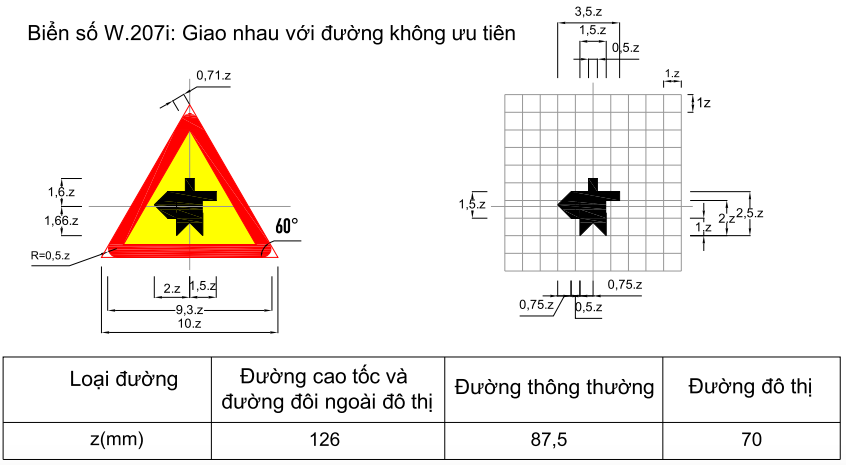 Biển số W.207i: Giao nhau với đường không ưu tiên
3,5.z
1,5.z
0,5.z
0,71.z
1.z
1z
1,6.z
1,66.z
60°
R=0,5.z
2.z
1,5.z
9,3.z
10.z
1,5.z
1.z
2.z
2,5.z
0,75.z
0,75.z
0,5.z
Loại đường
Đường cao tốc và
đường đôi ngoài đô thị
Đường thông thường
Đường đô thị
z(mm)
126
87,5
70